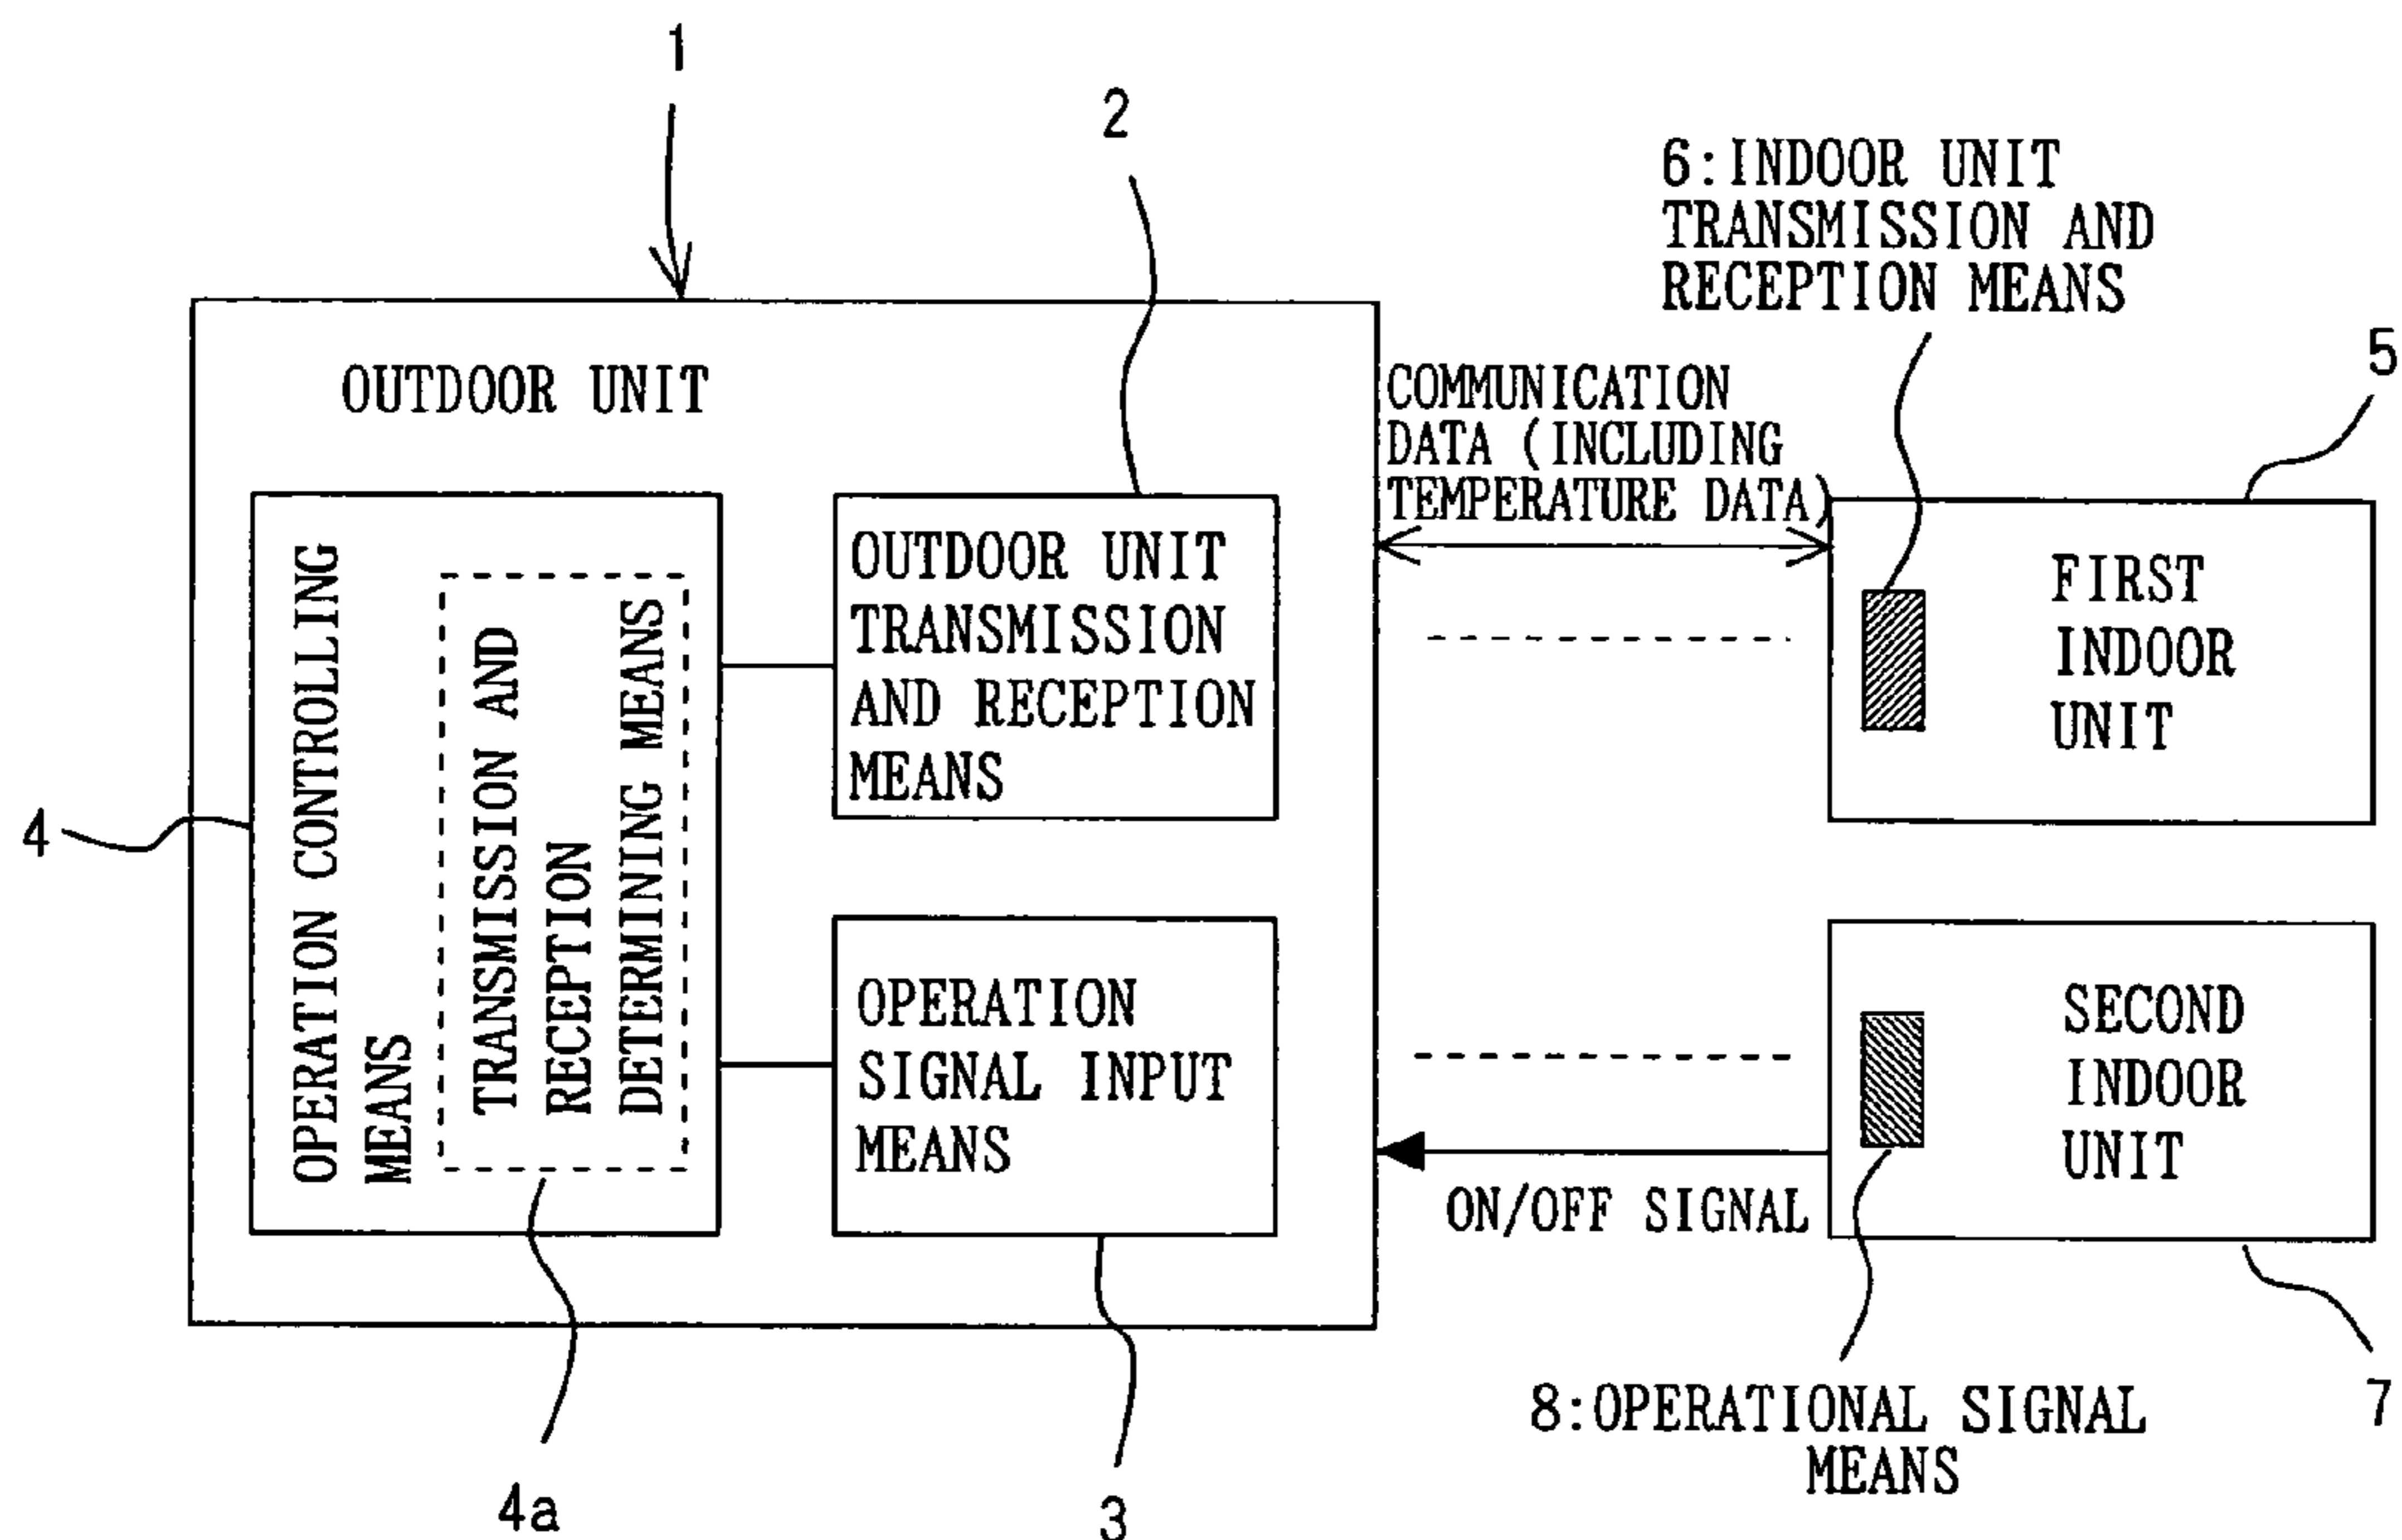 1
2
6:INDOOR UNIT
TRANSMISSION AND
RECEPTION MEANS
5
OUTDOOR UNIT
COMMUNICATION
DATA (INCLUDING
TEMPERATURE DATA)
OPERATION CONTROLLING
MEANS
TRANSMISSION AND
RECEPTION
DETERMINING MEANS
OUTDOOR UNIT
TRANSMISSION
AND RECEPTION
MEANS
FIRST
INDOOR
UNIT
4
OPERATION
SIGNAL INPUT
MEANS
SECOND
INDOOR
UNIT
ON/OFF SIGNAL
8:OPERATIONAL SIGNAL
MEANS
7
4a
3